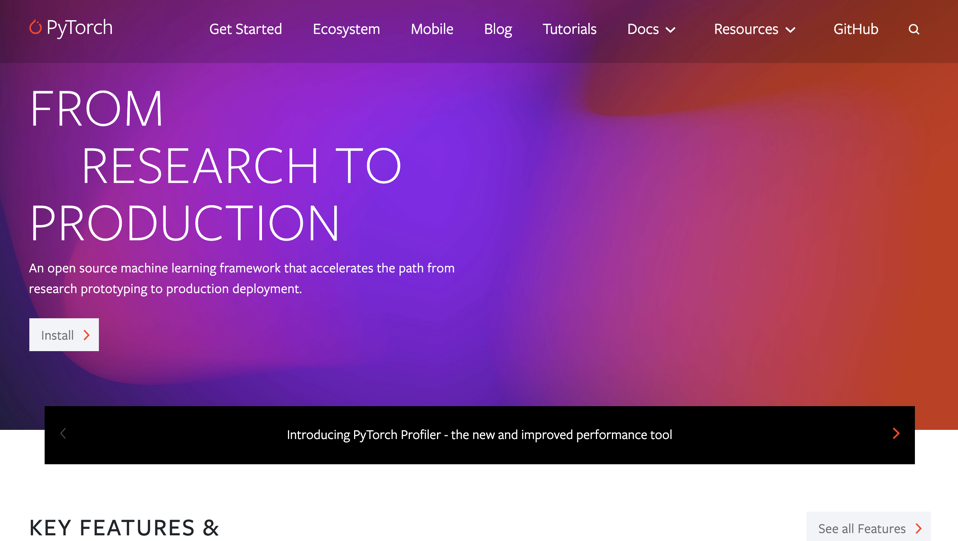 PyTorch
Get Started
Ecosystem
Mobile
Blog
Tutorials
Docs
Resources
GitHub
FROM
RESEARCH TO
PRODUCTION
An open source machine learning framework that accelerates the path from
research prototyping to production deployment.
Install
Introducing PyTorch Profiler - the new and improved performance tool
KEY FEATURES &
See all Features